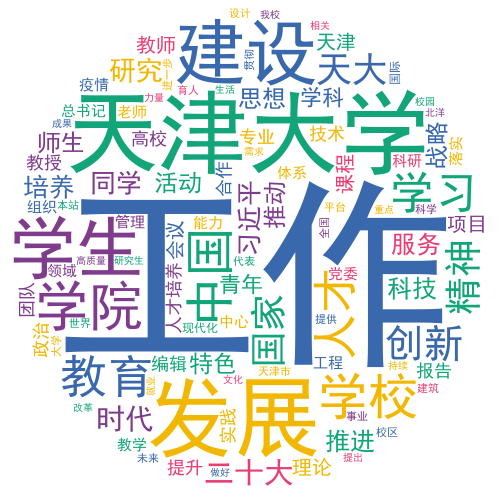 设计
我校
相关
教师
建设
天津
研究
贯彻
进一步
天大
国际
疫情
力量
育人
生活
思想
学科
校园
总书记
老师
天津大学
北洋
成果
高校
专业
技术
战略
落实
师生
需求
教授
同学
活动
合作
体系
课程
科研
培养
学习
组织
本站
管理
工作
会议
习近平
推动
能力
平台
重点
科学
项目
学生
中国
全国
服务
精神
领域
人才培养
代表
党委
高质量
研究生
青年
科技
团队
学院
国家
人才
政治
世界
现代化
中心
提供
创新
大学
教育
编辑
特色
工程
报告
天津市
持续
就业
文化
建筑
改革
时代
发展
学校
事业
实践
教学
推进
校区
未来
提升
做好
二十大
理论
提出